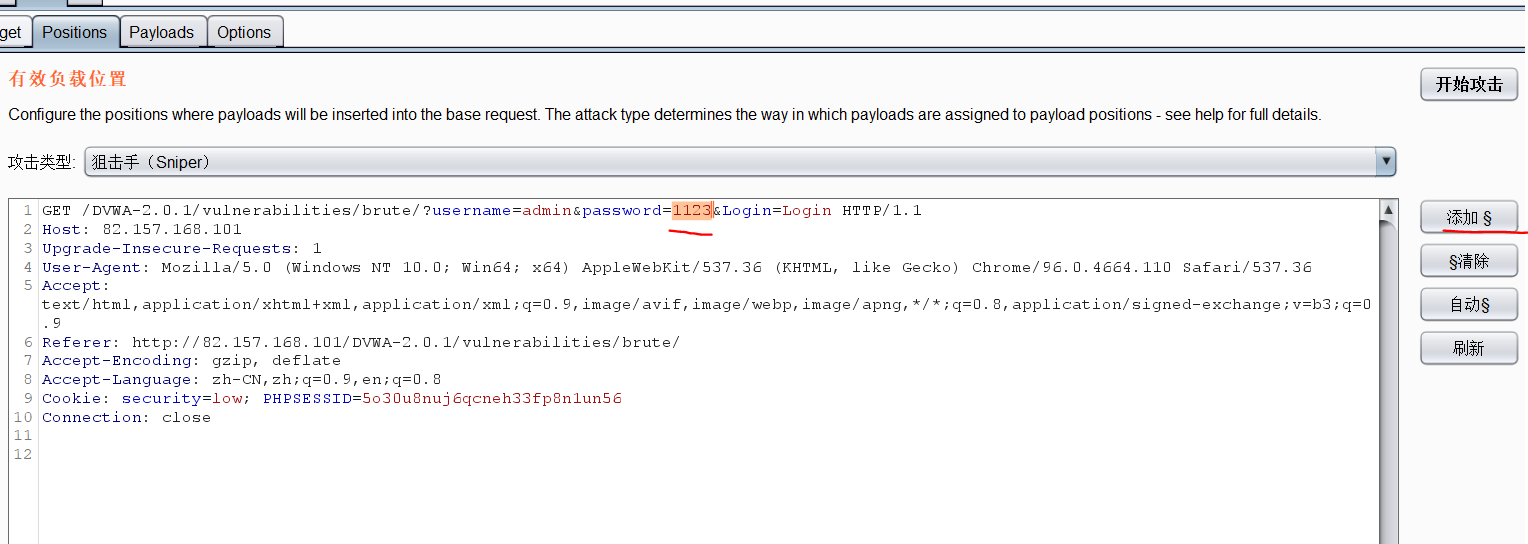 get Positions Payloads Options
有效负载位置
开始攻击
Configure the positions where payloads will be inserted into the base request. The attack type determines the way in which payloads are assigned to payload positions - see help for full details.
攻击类型: 狙击手（Sniper）
1 GET /DVWA-2.0.1/vulnerabilities/brute/?username=admin&password=1123&Login=Login HTTP/1.1
2 Host: 82.157.168.101
3 Upgrade-Insecure-Requests: 1
4 User-Agent: Mozilla/5.0 (Windows NT 10.0; Win64; x64) AppleWebKit/537.36 (KHTML, like Gecko) Chrome/96.0.4664.110 Safari/537.36
5 Accept:
text/html,application/xhtml+xml,application/xml;q=0.9,image/avif,image/webp,image/apng,*/*;q=0.8,application/signed-exchange;v=b3;q=0
.9
6 Referer: http://82.157.168.101/DVWA-2.0.1/vulnerabilities/brute/
7 Accept-Encoding: gzip, deflate
8 Accept-Language: zh-CN,zh;q=0.9,en;q=0.8
9 Cookie: security=low; PHPSESSID=5o30u8nuj6qcneh33fp8n1un56
10 Connection: close
11
12
添加 §
§清除
自动§
刷新